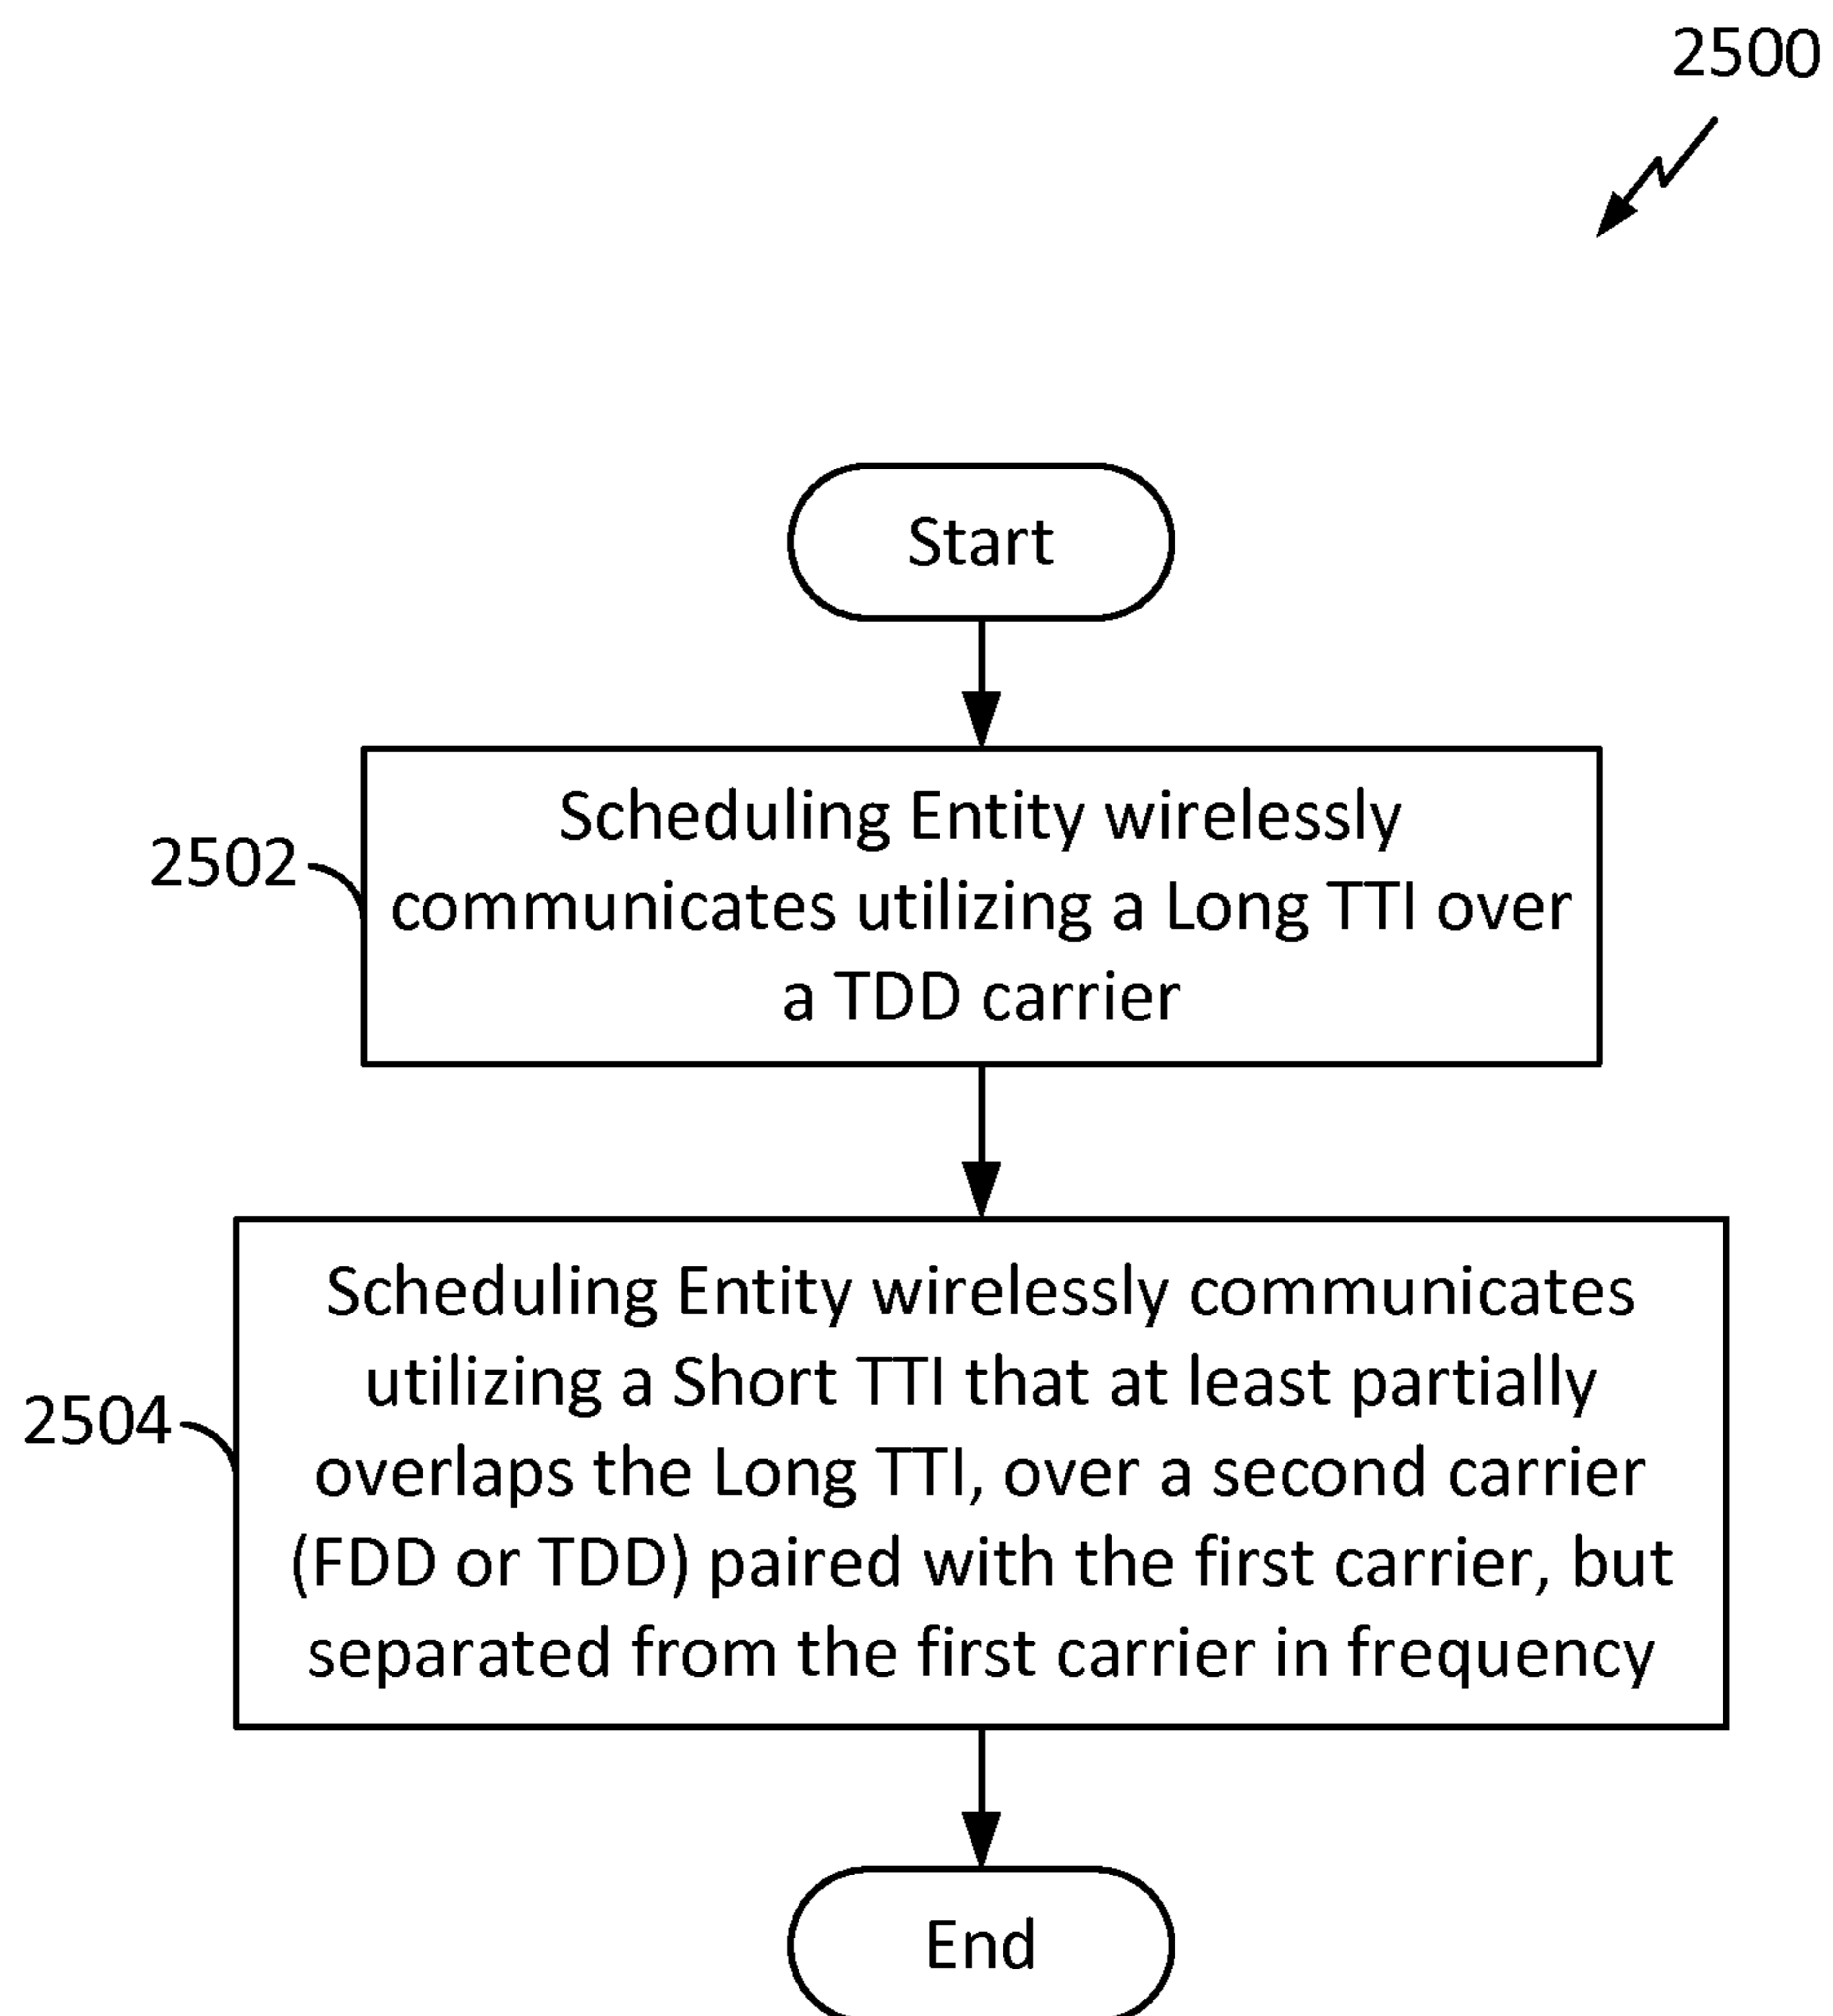 2500
Start
2502
Scheduling Entity wirelessly
communicates utilizing a Long TTI over
a TDD carrier
2504
Scheduling Entity wirelessly communicates
utilizing a Short TTI that at least partially
overlaps the Long TTI, over a second carrier
(FDD or TDD) paired with the first carrier, but
separated from the first carrier in frequency
End